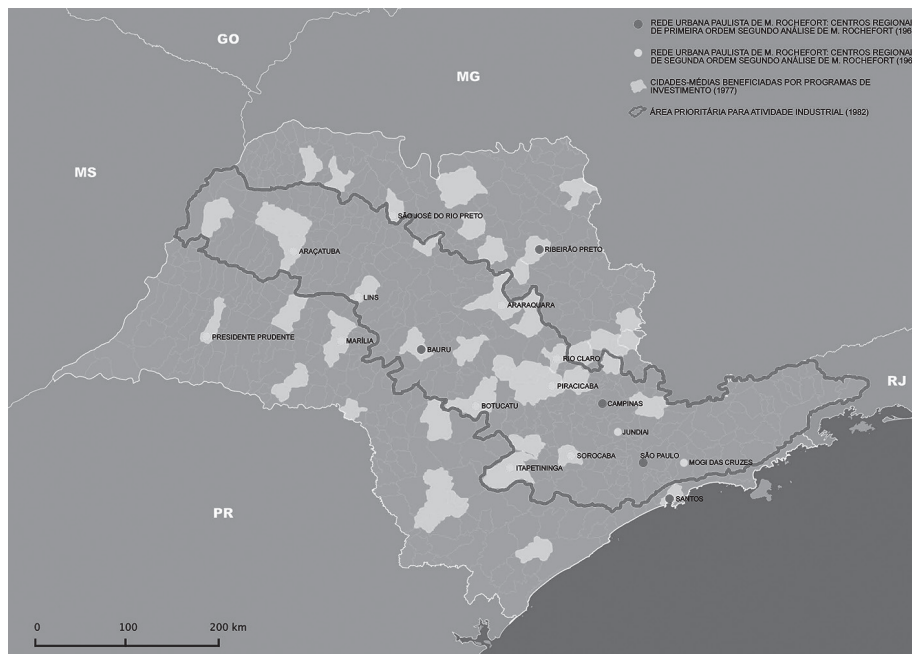 GO
MG
MS
RJ
PR
REDE URBANA PAULISTA DE M. ROCHEFORT: CENTROS
DE PRIMEIRA ORDEM SEGUNDO ANÁLISE DE M. ROCHEFORT
REDE URBANA PAULISTA DE M. ROCHEFORT: CENTROS
DE SEGUNDA ORDEM SEGUNDO ANÁLISE DE M. ROCHEFORT
CIDADES-MÉDIAS BENEFICIADAS POR PROGRAMAS DE
INVESTIMENTO (1977)
ÁREA PRIORITÁRIA PARA ATIVIDADE INDUSTRIAL (1982)
SÃO JOSÉ DO RIO PRETO
RIBEIRÃO PRETO
ARAÇATUBA
LINS
ARARAQUARA
PRESIDENTE PRUDENTE
MARÍLIA
BAURU
RIO CLARO
PIRACICABA
BOTUCATU
CAMPINAS
JUNDIAI
SOROCABA
SÃO PAULO
MOGI DAS CRUZES
ITAPETININGA
SANTOS
0 100 200 km